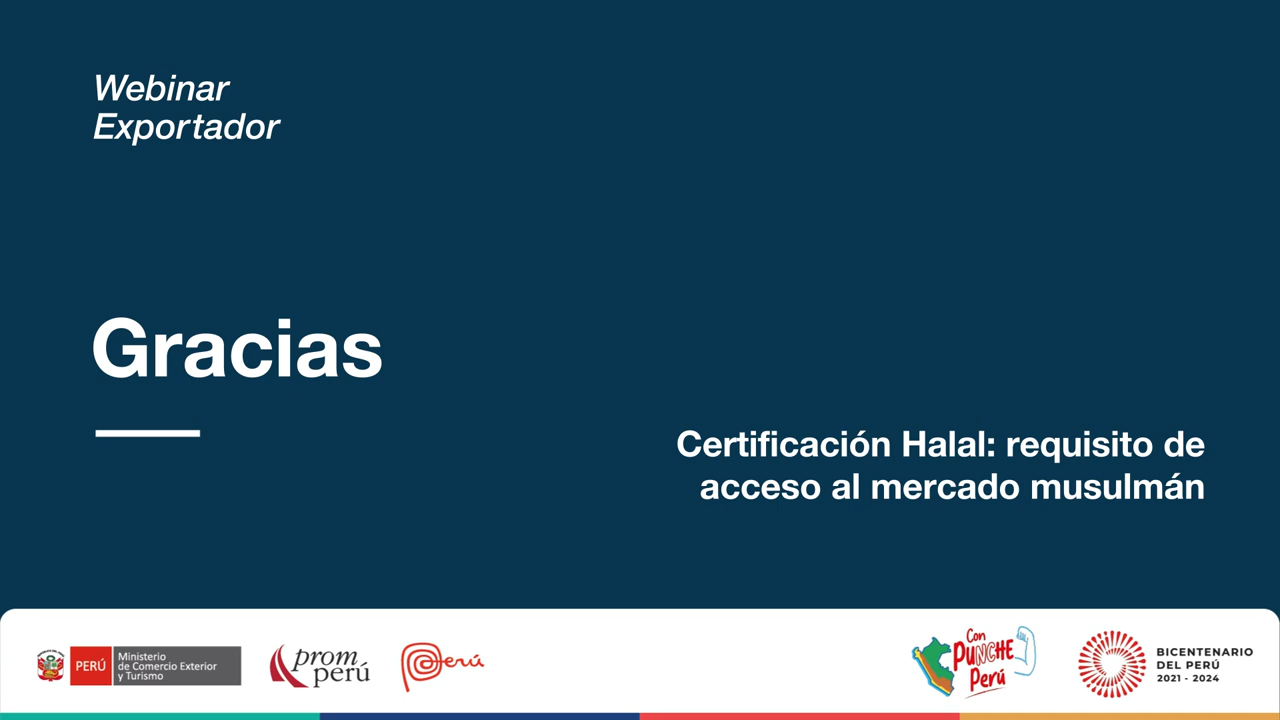 Webinar
Exportador
Gracias
Certificación Halal: requisito de
acceso al mercado musulmán
PERÚ
Ministerio
de Comercio Exterior
y Turismo
prom
perú
Perú
Con
PUNCHE
Perú
BICENTENARIO
DEL PERÚ
2021 - 2024